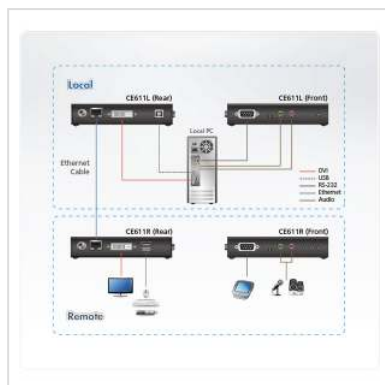 Local
CE611L (Rear)
CE611L (Front)
Local PC
Ethernet
Cable
DVI
USB
RS-232
Ethernet
Audio
CE611R (Rear)
CE611R (Front)
Remote